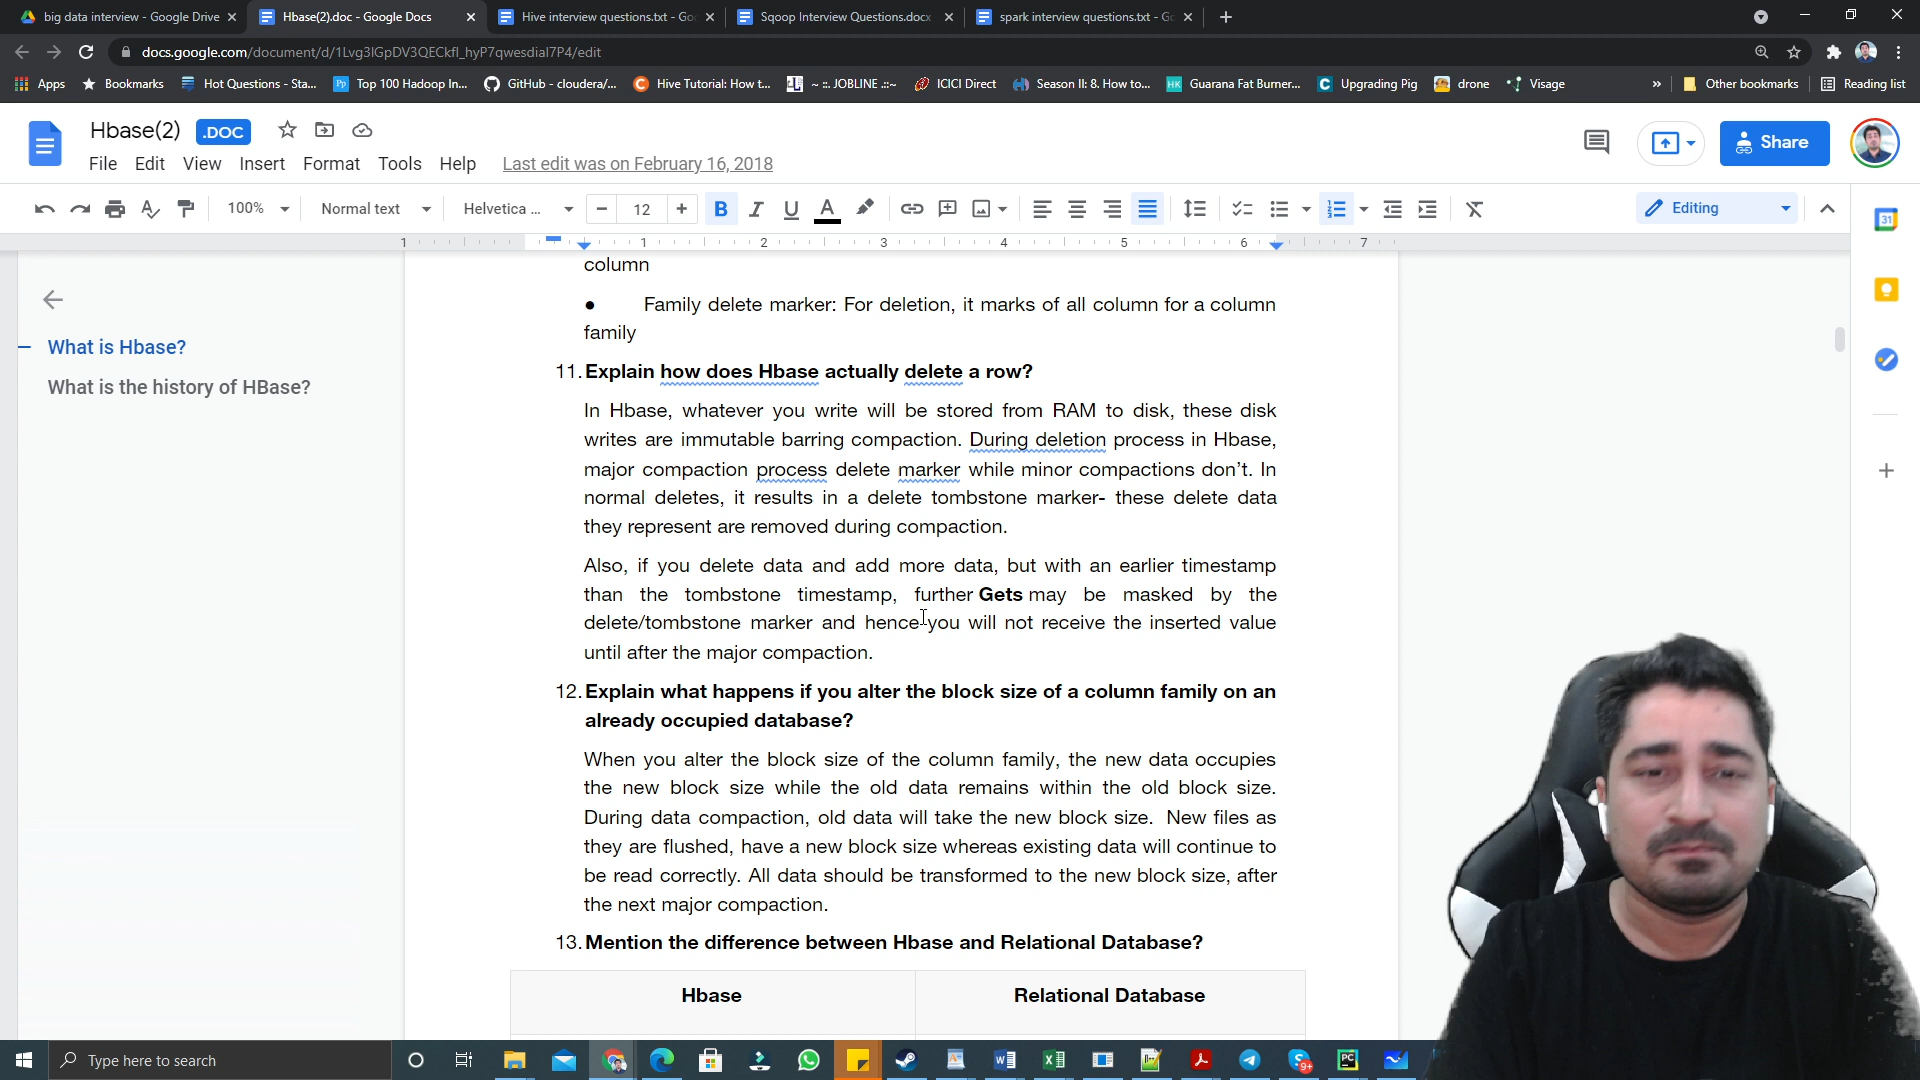 big data interview - Google Drive
Hbase(2).doc - Google Docs
Hive interview questions.txt - Go
Sqoop Interview Questions.docx
spark interview questions.txt - G
docs.google.com/document/d/1Lvg3lGpDV3QECkfl_hyP7qwesdial7P4/edit
Apps
Bookmarks
Hot Questions - Sta...
Top 100 Hadoop In...
GitHub - cloudera/...
Hive Tutorial: How t...
~ ::. JOBLINE .::~
ICICI Direct
Season II: 8. How to...
Guarana Fat Burner...
Upgrading Pig
drone
Visage
»
Other bookmarks
Reading list
Hbase(2) .DOC
Share
File Edit View Insert Format Tools Help Last edit was on February 16, 2018
100% Normal text Helvetica ... 12 Editing
1 1 2 3 4 5 6 7
31
What is Hbase?
What is the history of HBase?
column
● Family delete marker: For deletion, it marks of all column for a column
family
11. Explain how does Hbase actually delete a row?
In Hbase, whatever you write will be stored from RAM to disk, these disk
writes are immutable barring compaction. During deletion process in Hbase,
major compaction process delete marker while minor compactions don’t. In
normal deletes, it results in a delete tombstone marker- these delete data
they represent are removed during compaction.
Also, if you delete data and add more data, but with an earlier timestamp
than the tombstone timestamp, further Gets may be masked by the
delete/tombstone marker and hence you will not receive the inserted value
until after the major compaction.
12. Explain what happens if you alter the block size of a column family on an
already occupied database?
When you alter the block size of the column family, the new data occupies
the new block size while the old data remains within the old block size.
During data compaction, old data will take the new block size. New files as
they are flushed, have a new block size whereas existing data will continue to
be read correctly. All data should be transformed to the new block size, after
the next major compaction.
13. Mention the difference between Hbase and Relational Database?
Hbase
Relational Database
Type here to search
9+
PC